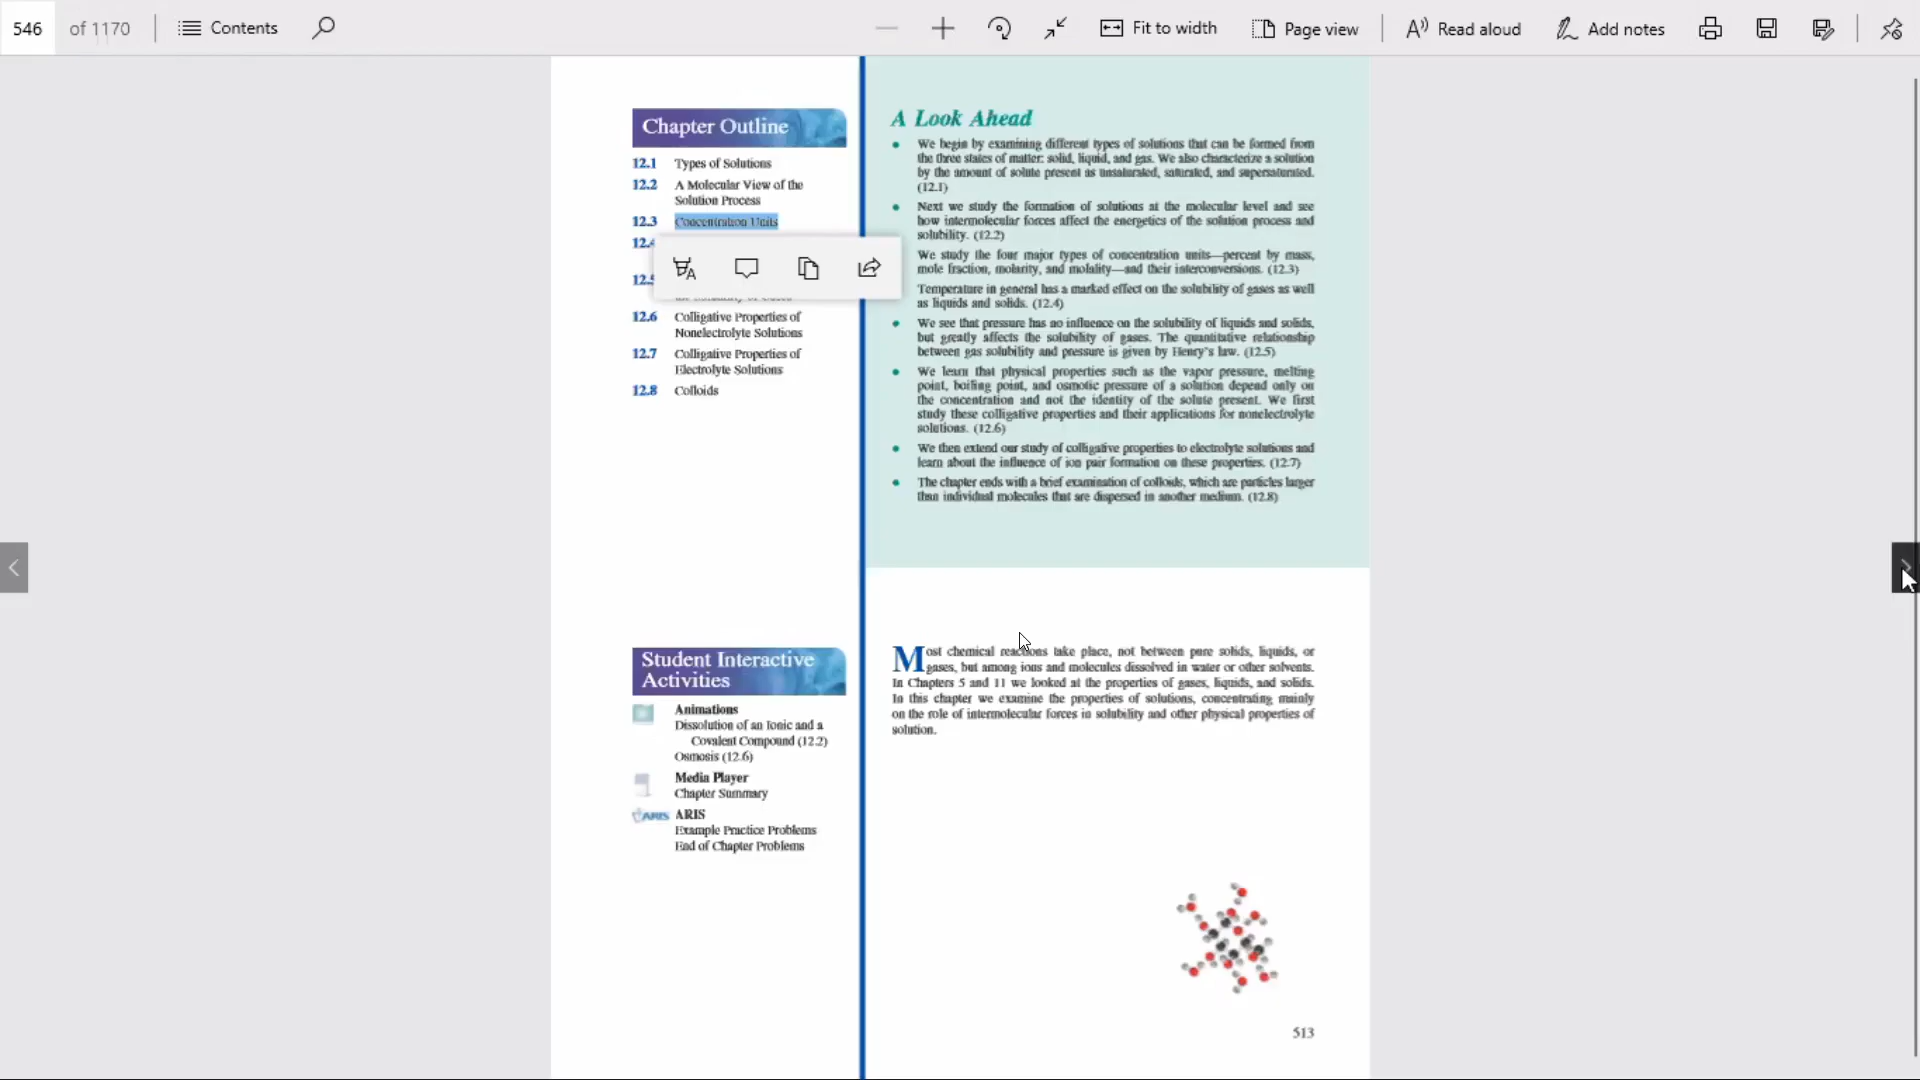 546 of 1170 Contents Fit to width Page view Read aloud Add notes
Chapter Outline
12.1 Types of Solutions
12.2 A Molecular View of the
Solution Process
12.3 Concentration Units
12.4
12.5
12.6 Colligative Properties of
Nonelectrolyte Solutions
12.7 Colligative Properties of
Electrolyte Solutions
12.8 Colloids
A Look Ahead
• We begin by examining different types of solutions that can be formed from
the three states of matter: solid, liquid, and gas. We also characterize a solution
by the amount of solute present as unsaturated, saturated, and supersaturated.
(12.1)
• Next we study the formation of solutions at the molecular level and see
how intermolecular forces affect the energetics of the solution process and
solubility. (12.2)
We study the four major types of concentration units—percent by mass,
mole fraction, molarity, and molality—and their interconversions. (12.3)
Temperature in general has a marked effect on the solubility of gases as well
as liquids and solids. (12.4)
• We see that pressure has no influence on the solubility of liquids and solids,
but greatly affects the solubility of gases. The quantitative relationship
between gas solubility and pressure is given by Henry's law. (12.5)
• We learn that physical properties such as the vapor pressure, melting
point, boiling point, and osmotic pressure of a solution depend only on
the concentration and not the identity of the solute present. We first
study these colligative properties and their applications for nonelectrolyte
solutions. (12.6)
• We then extend our study of colligative properties to electrolyte solutions and
learn about the influence of ion pair formation on these properties. (12.7)
• The chapter ends with a brief examination of colloids, which are particles larger
than individual molecules that are dispersed in another medium. (12.8)
Student Interactive
Activities
Animations
Dissolution of an Ionic and a
Covalent Compound (12.2)
Osmosis (12.6)
Media Player
Chapter Summary
ARIS ARIS
Example Practice Problems
End of Chapter Problems
Most chemical reactions take place, not between pure solids, liquids, or
gases, but among ions and molecules dissolved in water or other solvents.
In Chapters 5 and 11 we looked at the properties of gases, liquids, and solids.
In this chapter we examine the properties of solutions, concentrating mainly
on the role of intermolecular forces in solubility and other physical properties of
solution.
513